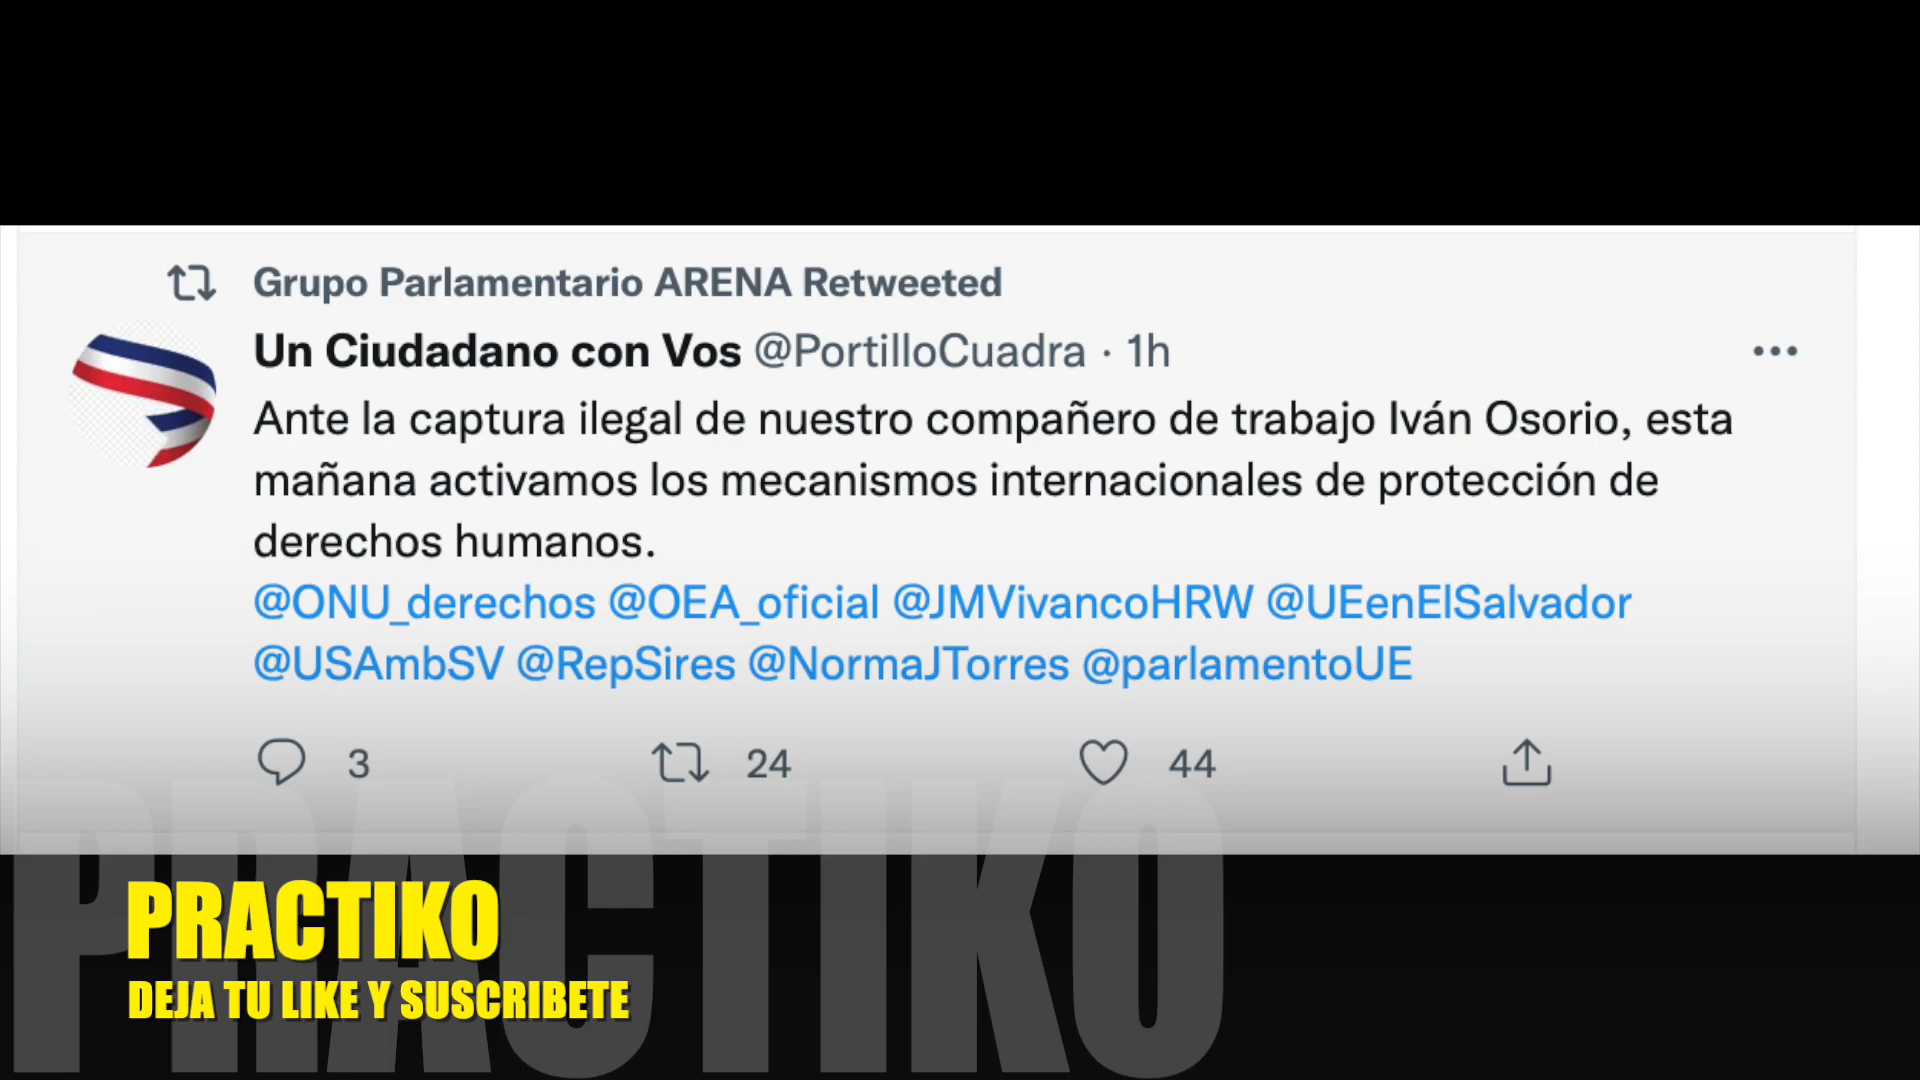 Grupo Parlamentario ARENA Retweeted
Un Ciudadano con Vos @PortilloCuadra · 1h
Ante la captura ilegal de nuestro compañero de trabajo Iván Osorio, esta
mañana activamos los mecanismos internacionales de protección de
derechos humanos.
@ONU_derechos @OEA_oficial @JMVivancoHRW @UEenElSalvador
@USAmbSV @RepSires @NormaJTorres @parlamentoUE
3 24 44
PRACTIKO
PRACTIKO
DEJA TU LIKE Y SUSCRIBETE